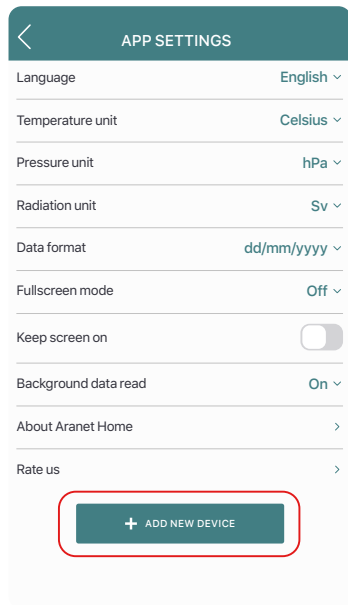 APP SETTINGS
Language English
Temperature unit Celsius
Pressure unit hPa
Radiation unit Sv
Data format dd/mm/yyyy
Fullscreen mode Off
Keep screen on
Background data read On
About Aranet Home
Rate us
+ ADD NEW DEVICE